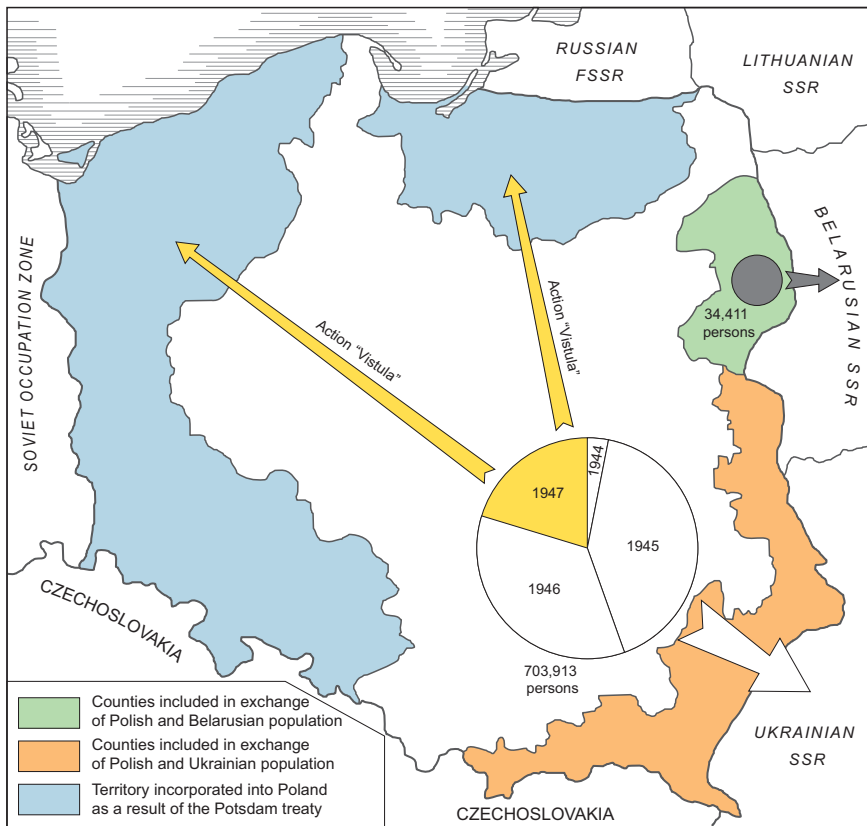 RUSSIAN
FSSR
LITHUANIAN
SSR
BELARUSIAN SSR
SOVIET OCCUPATION ZONE
34,411
persons
Action "Vistula"
Action “Vistula”
1944
1947
1945
1946
703,913
persons
CZECHOSLOVAKIA
UKRAINIAN
SSR
CZECHOSLOVAKIA
Counties included in exchange
of Polish and Belarusian population
Counties included in exchange
of Polish and Ukrainian population
Territory incorporated into Poland
as a result of the Potsdam treaty